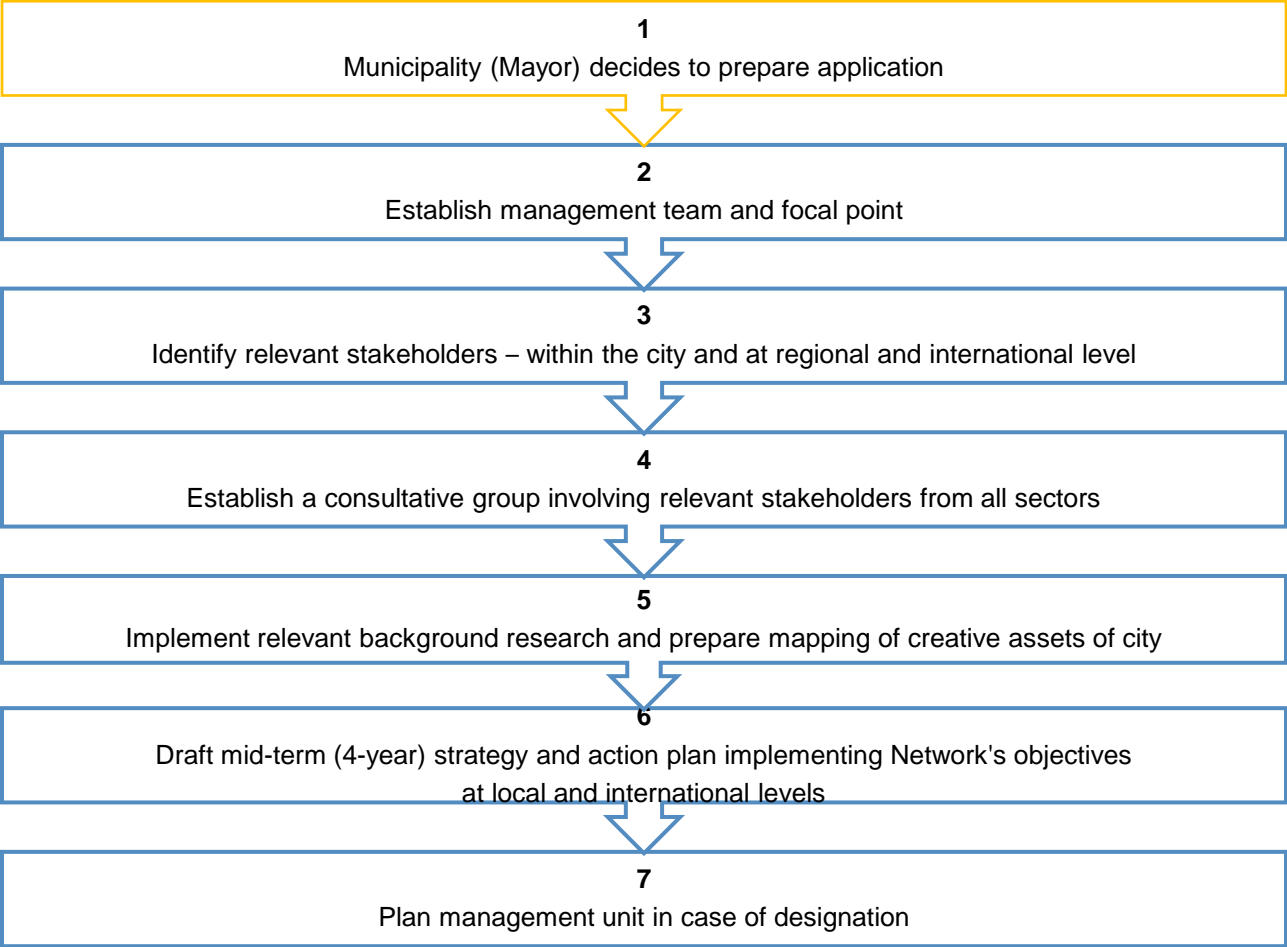 1
Municipality (Mayor) decides to prepare application
2
Establish management team and focal point
3
Identify relevant stakeholders – within the city and at regional and international level
4
Establish a consultative group involving relevant stakeholders from all sectors
5
Implement relevant background research and prepare mapping of creative assets of city
6
Draft mid-term (4-year) strategy and action plan implementing Network's objectives
at local and international levels
7
Plan management unit in case of designation